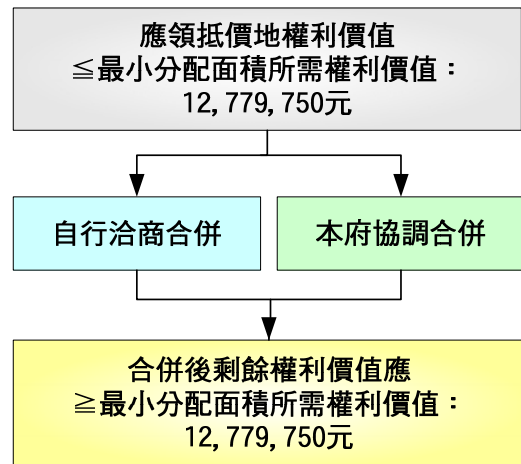 應領抵價地權利價值
≦最小分配面積所需權利價值：
12,779,750元
自行洽商合併
本府協調合併
合併後剩餘權利價值應
≧最小分配面積所需權利價值：
12,779,750元